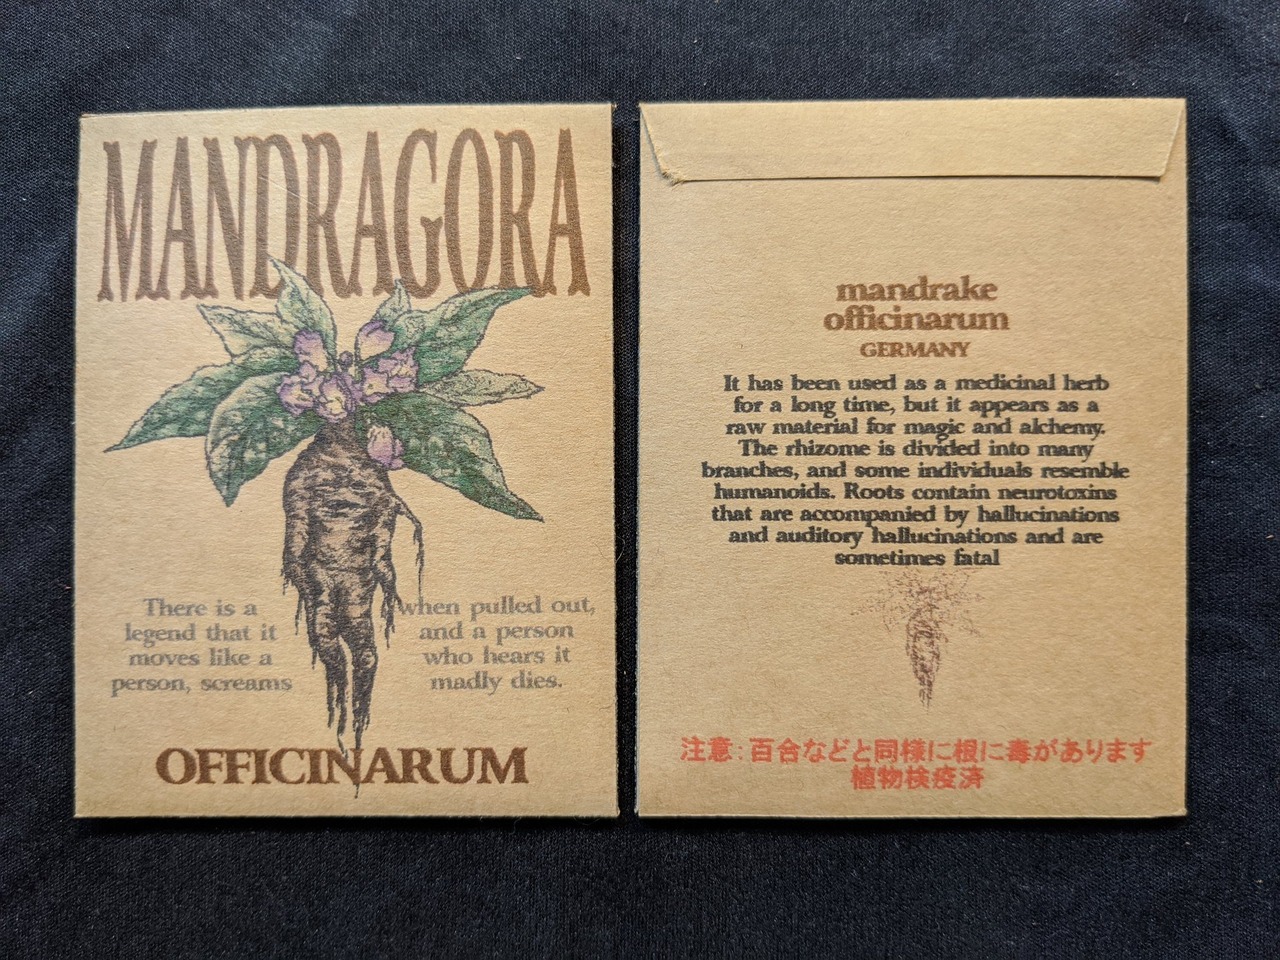 MANDRAGORA
There is a
legend that it
moves like a
person, screams
when pulled out,
and a person
who hears it
madly dies.
OFFICINARUM
mandrake
officinarum
GERMANY
It has been used as a medicinal herb
for a long time, but it appears as a
raw material for magic and alchemy.
The rhizome is divided into many
branches, and some individuals resemble
humanoids. Roots contain neurotoxins
that are accompanied by hallucinations
and auditory hallucinations and are
sometimes fatal
注意:百合などと同様に根に毒があります
植物検疫済